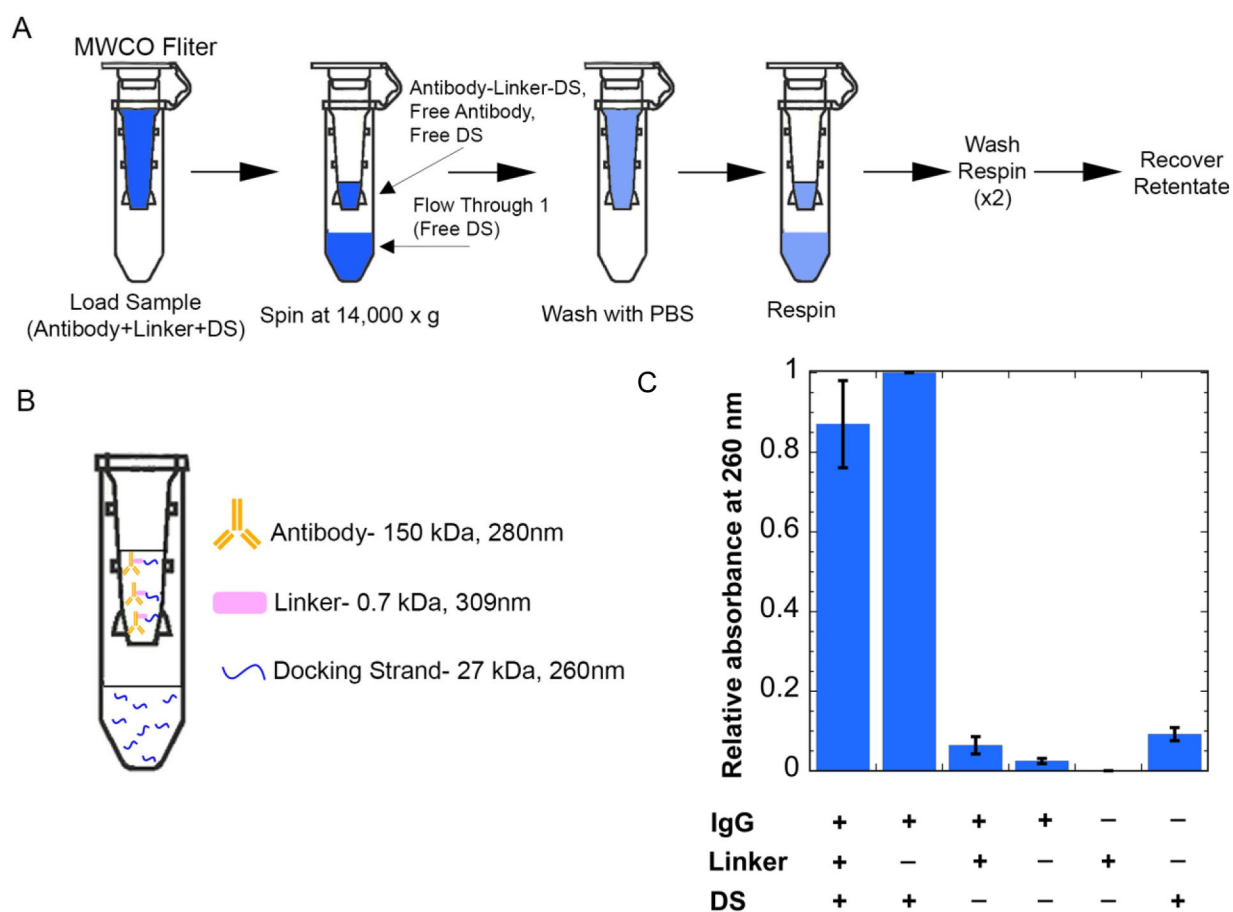 A
MWCO Fliter
Antibody-Linker-DS,
Free Antibody,
Free DS
Flow Through 1
(Free DS)
Wash
Respin
(x2)
Recover
Retentate
Load Sample
(Antibody+Linker+DS)
Spin at 14,000 x g
Wash with PBS
Respin
B
Antibody- 150 kDa, 280nm
Linker- 0.7 kDa, 309nm
Docking Strand- 27 kDa, 260nm
C
Relative absorbance at 260 nm
1
0.8
0.6
0.4
0.2
0
IgG + + + + – –
Linker + – + – + –
DS + + – – – +